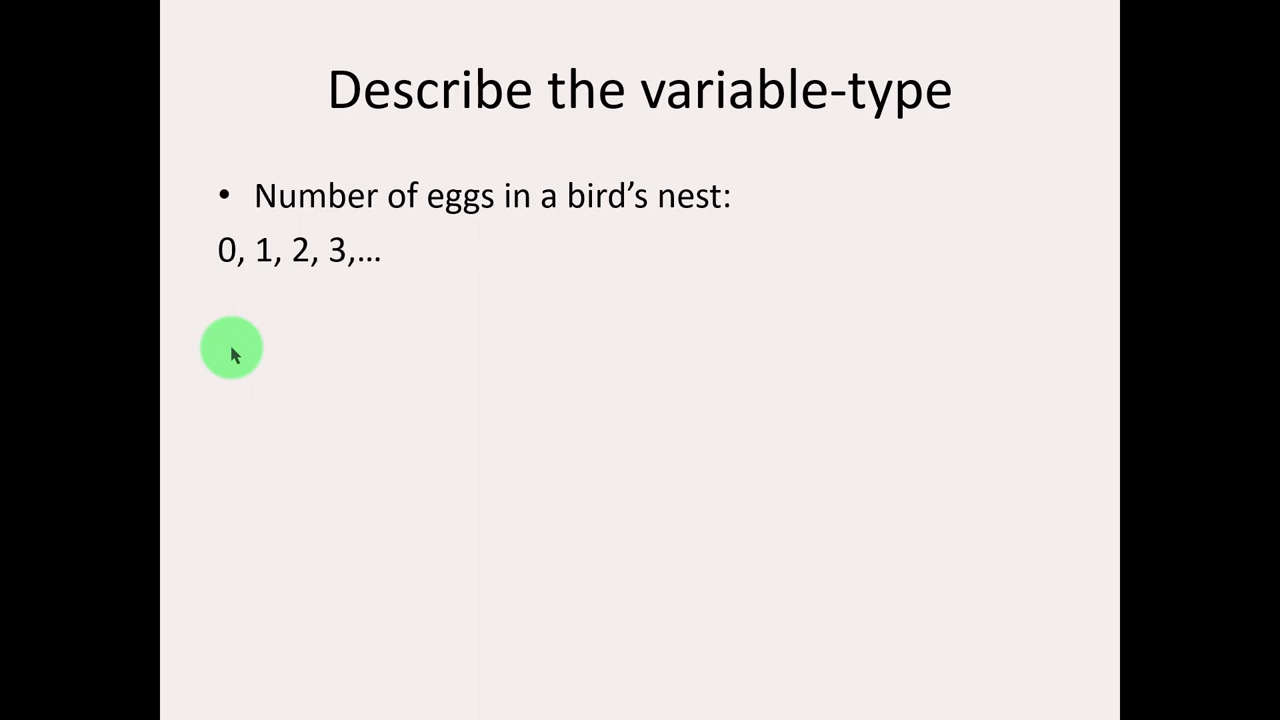 Describe the variable-type
• Number of eggs in a bird’s nest:
0, 1, 2, 3,...